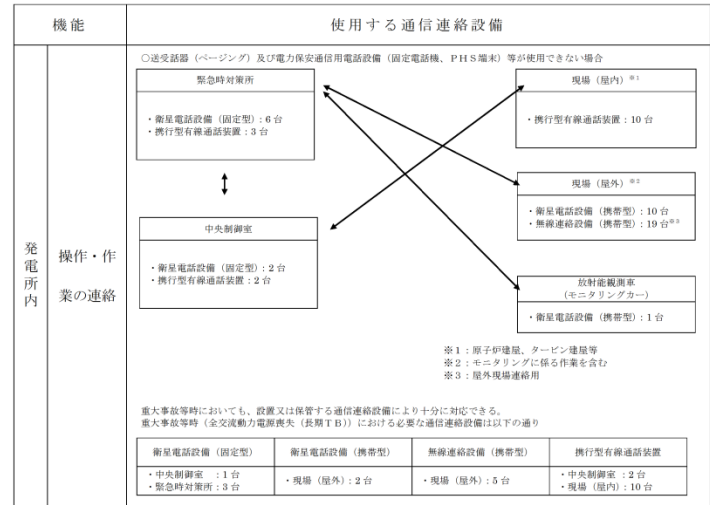 機能
使用する通信連絡設備
発電所内
操作・作
業の連絡
○送受話器（ページング）及び電力保安通信用電話設備（固定電話機、ＰＨＳ端末）等が使用できない場合
緊急時対策所
・衛星電話設備（固定型）：６台
・携行型有線通話装置：３台
中央制御室
・衛星電話設備（固定型）：２台
・携行型有線通話装置：２台
現場（屋内）※1
・携行型有線通話装置：10台
現場（屋外）※2
・衛星電話設備（携帯型）：10台
・無線連絡設備（携帯型）：19台※3
放射能観測車
（モニタリングカー）
・衛星電話設備（携帯型）：１台
※１：原子炉建屋、タービン建屋等
※２：モニタリングに係る作業を含む
※３：屋外現場連絡用
重大事故等時においても、設置又は保管する通信連絡設備により十分に対応できる。
重大事故等時（全交流動力電源喪失（長期ＴＢ））における必要な通信連絡設備は以下の通り
衛星電話設備（固定型）
衛星電話設備（携帯型）
無線連絡設備（携帯型）
携行型有線通話装置
・中央制御室　：１台
・緊急時対策所：３台
・現場（屋外）：２台
・現場（屋外）：５台
・中央制御室　：２台
・現場（屋内）：10台